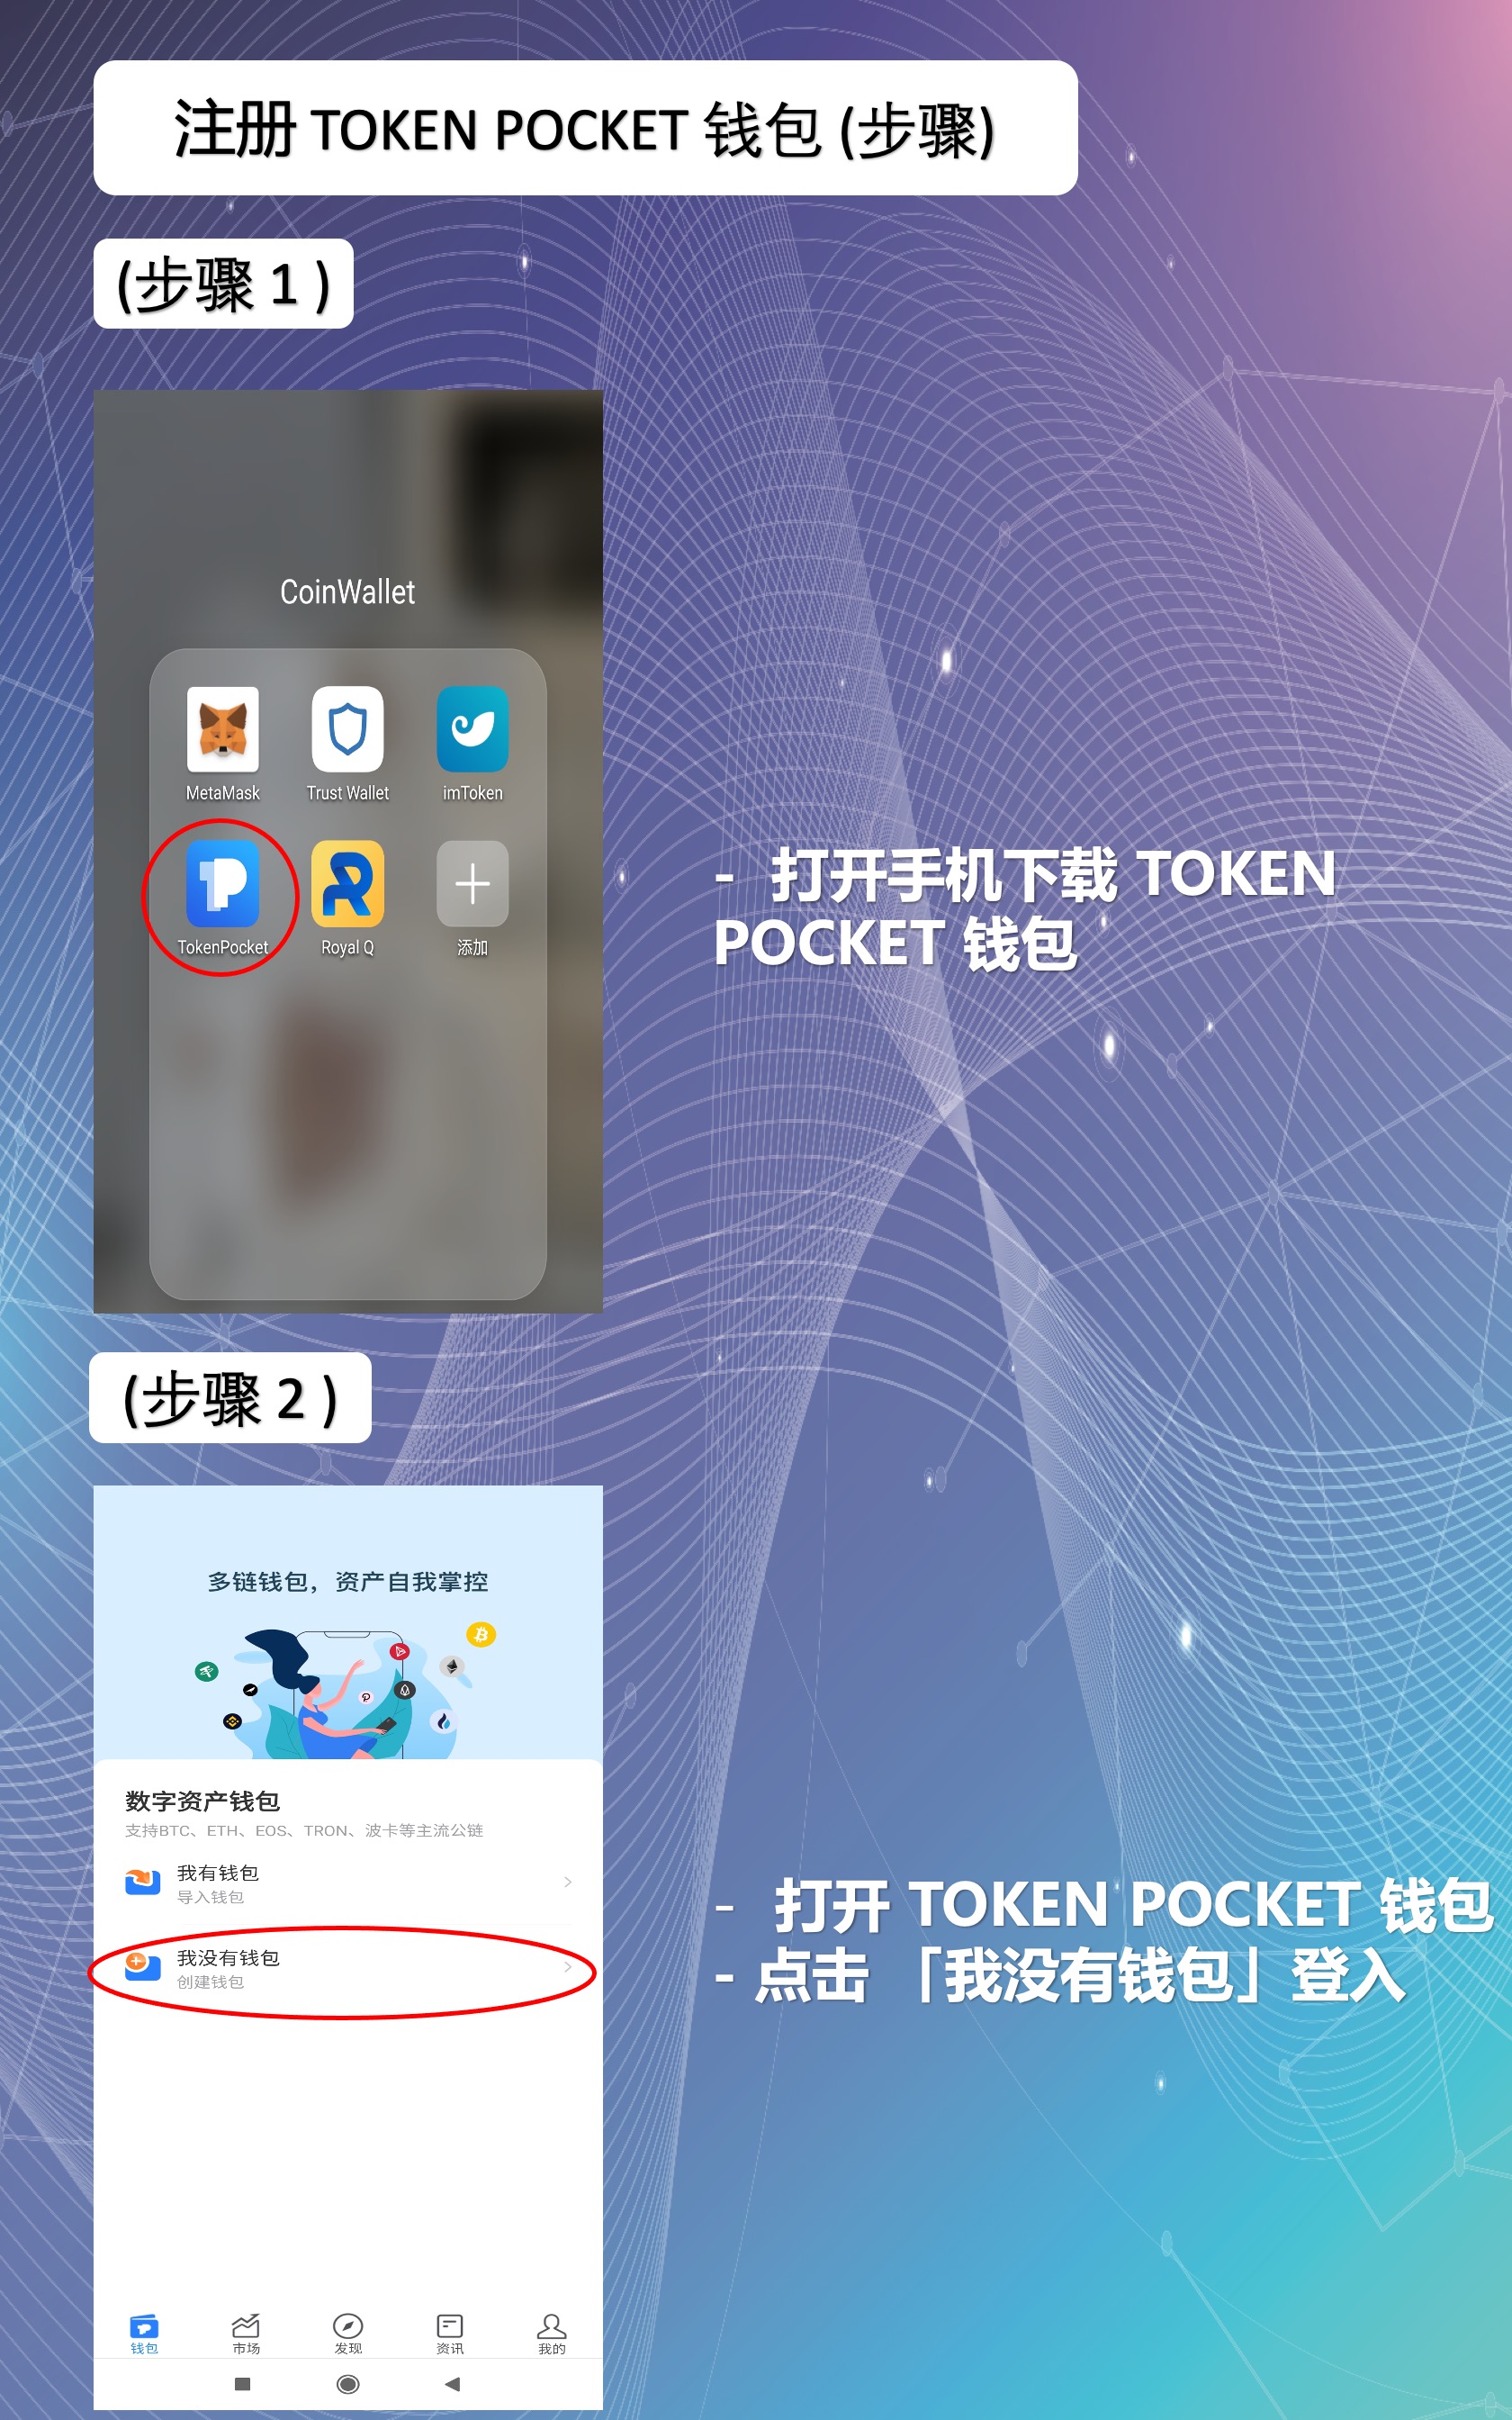 注册 TOKEN POCKET 钱包 (步骤)
(步骤 1 )
CoinWallet
MetaMask
Trust Wallet
imToken
TokenPocket
Royal Q
添加
- 打开手机下载 TOKEN
POCKET 钱包
(步骤 2 )
多链钱包，资产自我掌控
数字资产钱包
支持BTC、ETH、EOS、TRON、波卡等主流公链
我有钱包
导入钱包
我没有钱包
创建钱包
- 打开 TOKEN POCKET 钱包
- 点击 「我没有钱包」登入
钱包
市场
发现
资讯
我的